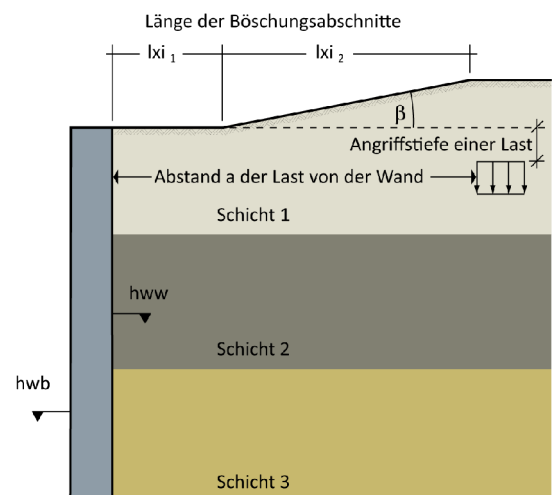 Länge der Böschungsabschnitte
lxi 1
lxi 2
β
Angriffstiefe einer Last
Abstand a der Last von der Wand
Schicht 1
hww
Schicht 2
hwb
Schicht 3